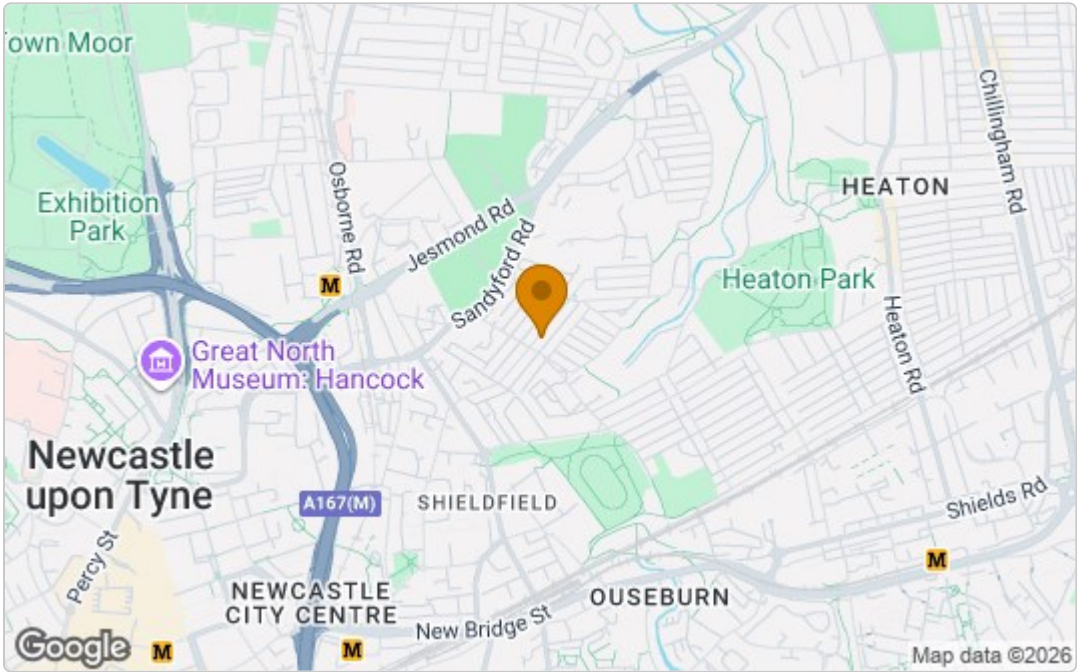 own Moor
Chillingham Rd
HEATON
Osborne Rd
Exhibition
Park
Jesmond Rd
Sandyford Rd
M
Heaton Park
Heaton Rd
Great North
Museum: Hancock
Newcastle
upon Tyne
A167(M)
SHIELDFIELD
Shields Rd
Percy St
M
NEWCASTLE
CITY CENTRE
OUSEBURN
New Bridge St
Google
M
M
Map data ©2026